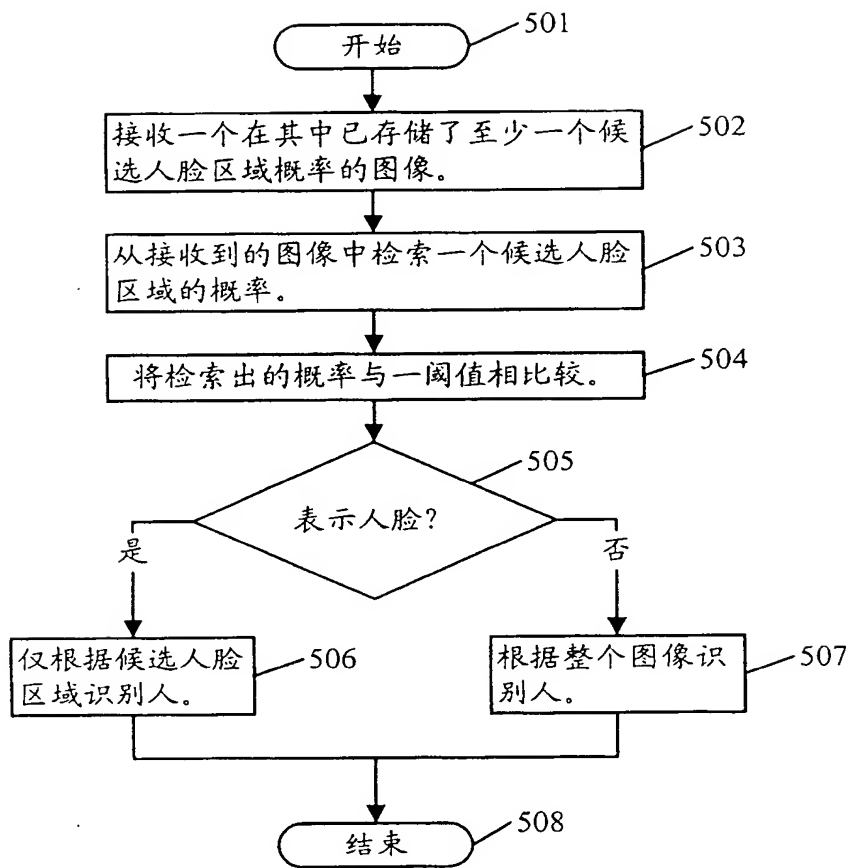 开始
501
接收一个在其中已存储了至少一个候
选人脸区域概率的图像。
502
从接收到的图像中检索一个候选人脸
区域的概率。
503
将检索出的概率与一阈值相比较。
504
505
表示人脸?
是
否
仅根据候选人脸
区域识别人。
506
根据整个图像识
别人。
507
结束
508